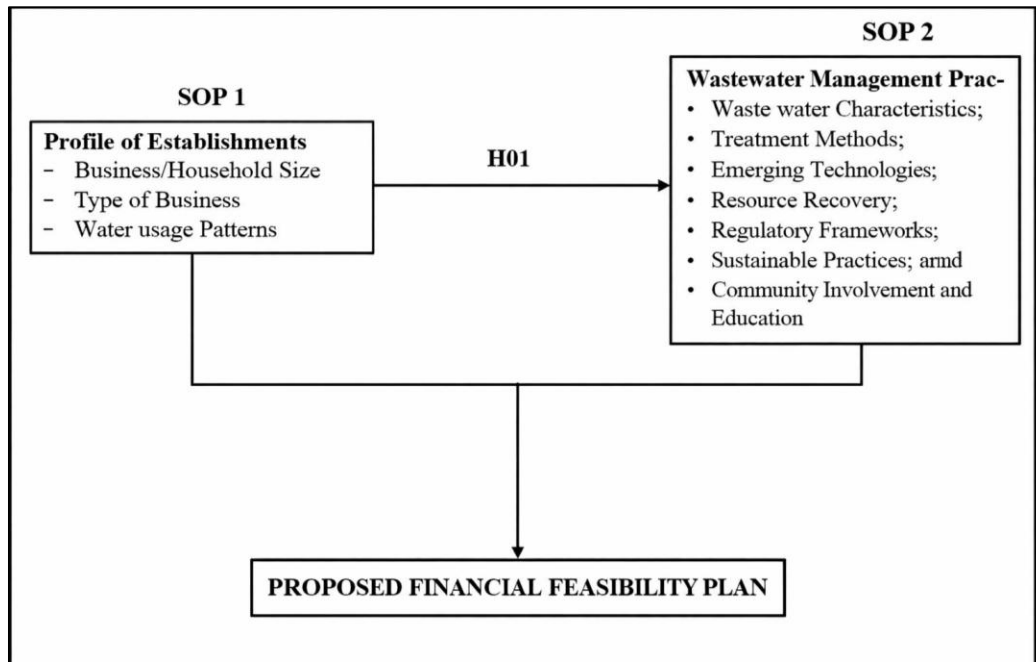 SOP 1
Profile of Establishments
- Business/Household Size
- Type of Business
- Water usage Patterns
H01
SOP 2
Wastewater Management Prac-
• Waste water Characteristics;
• Treatment Methods;
• Emerging Technologies;
• Resource Recovery;
• Regulatory Frameworks;
• Sustainable Practices; armd
• Community Involvement and
Education
PROPOSED FINANCIAL FEASIBILITY PLAN